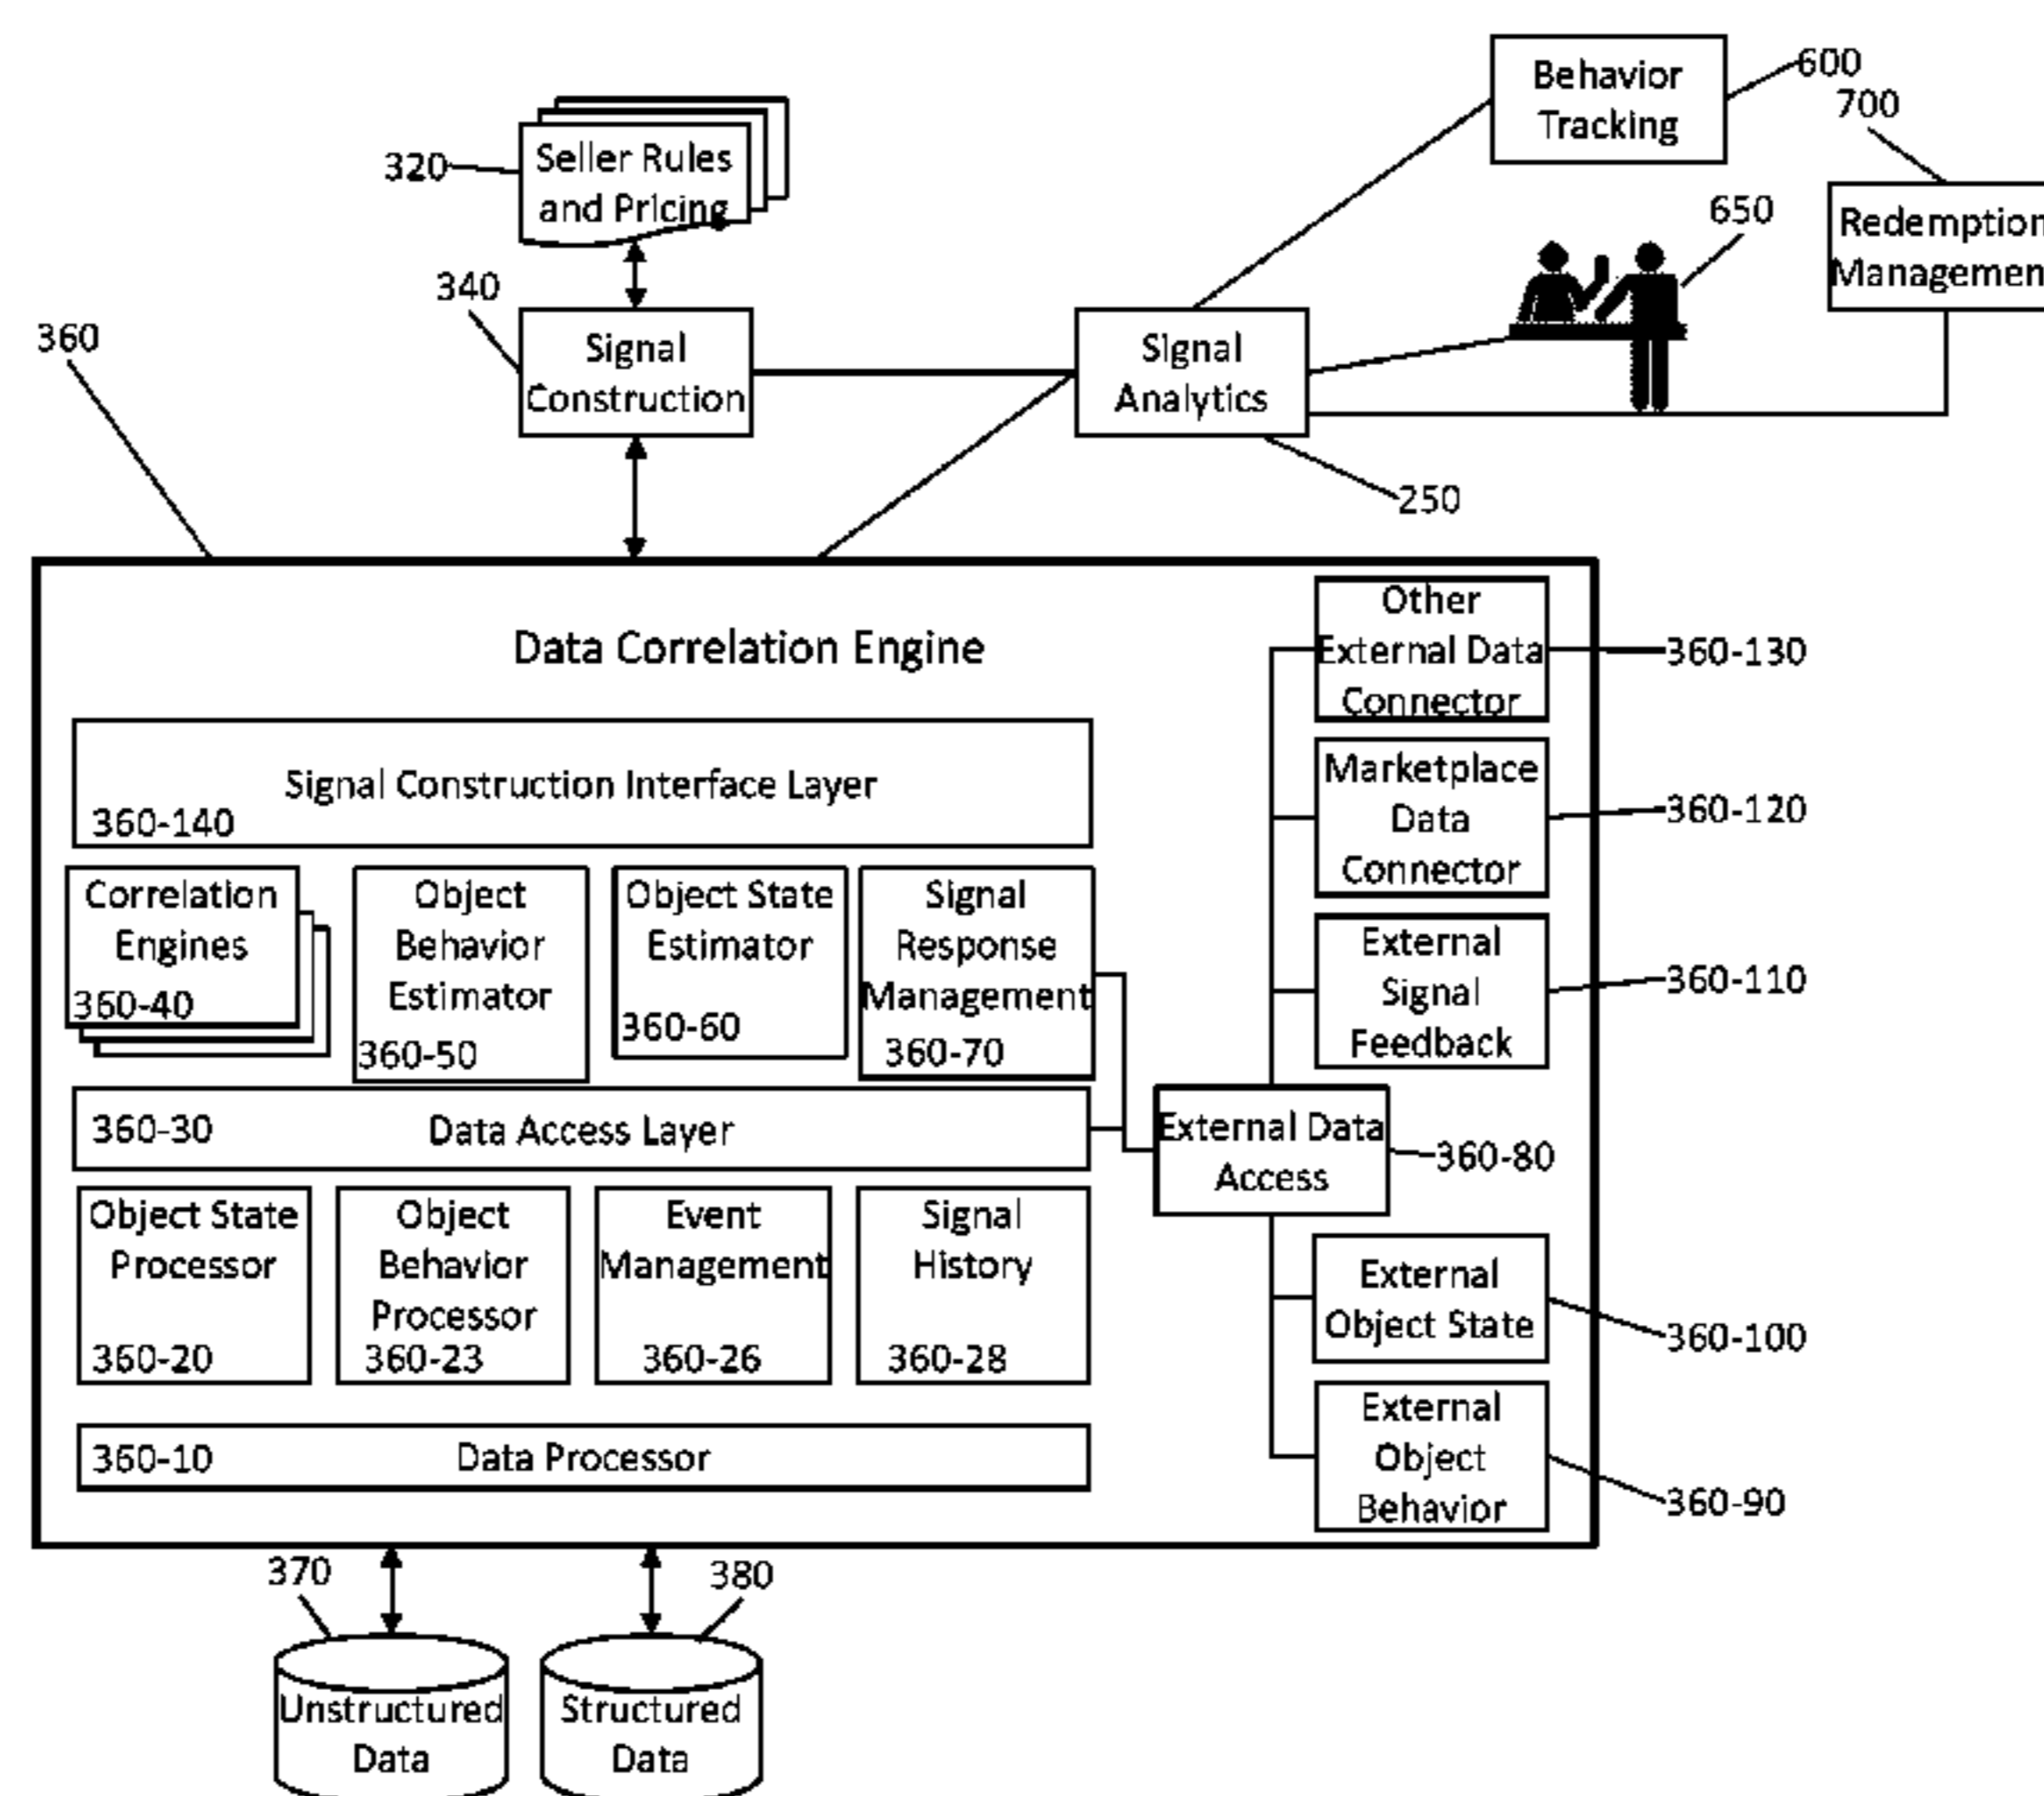 Behavior
Tracking
600
700
320
Seller Rules
and Pricing
650
Redemption
Managemen
340
360
Signal
Construction
Signal
Analytics
250
Data Correlation Engine
Other
External Data
Connector
360-130
Signal Construction Interface Layer
360-140
Marketplace
Data
Connector
360-120
Correlation
Engines
360-40
Object
Behavior
Estimator
360-50
Object State
Estimator
360-60
Signal
Response
Management
360-70
External
Signal
Feedback
360-110
360-30
Data Access Layer
External Data
Access
360-80
Object State
Processor
360-20
Object
Behavior
Processor
360-23
Event
Management
360-26
Signal
History
360-28
External
Object State
360-100
External
Object
Behavior
360-90
360-10
Data Processor
370
380
Unstructured
Data
Structured
Data